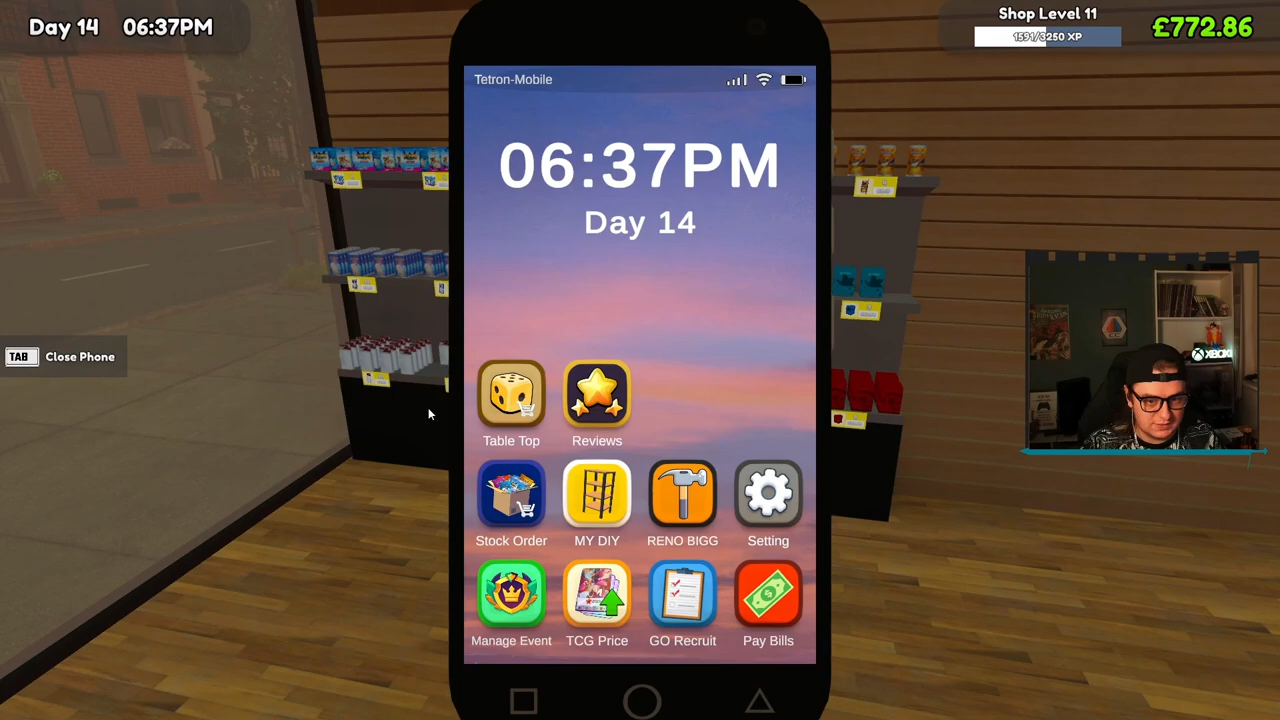 Day 14 06:37PM
Shop Level 11
1591/3250 XP
£772.86
Tetron-Mobile
06:37PM
Day 14
TAB Close Phone
XBOX
Table Top Reviews
Stock Order MY DIY RENO BIGG Setting
Manage Event TCG Price GO Recruit Pay Bills